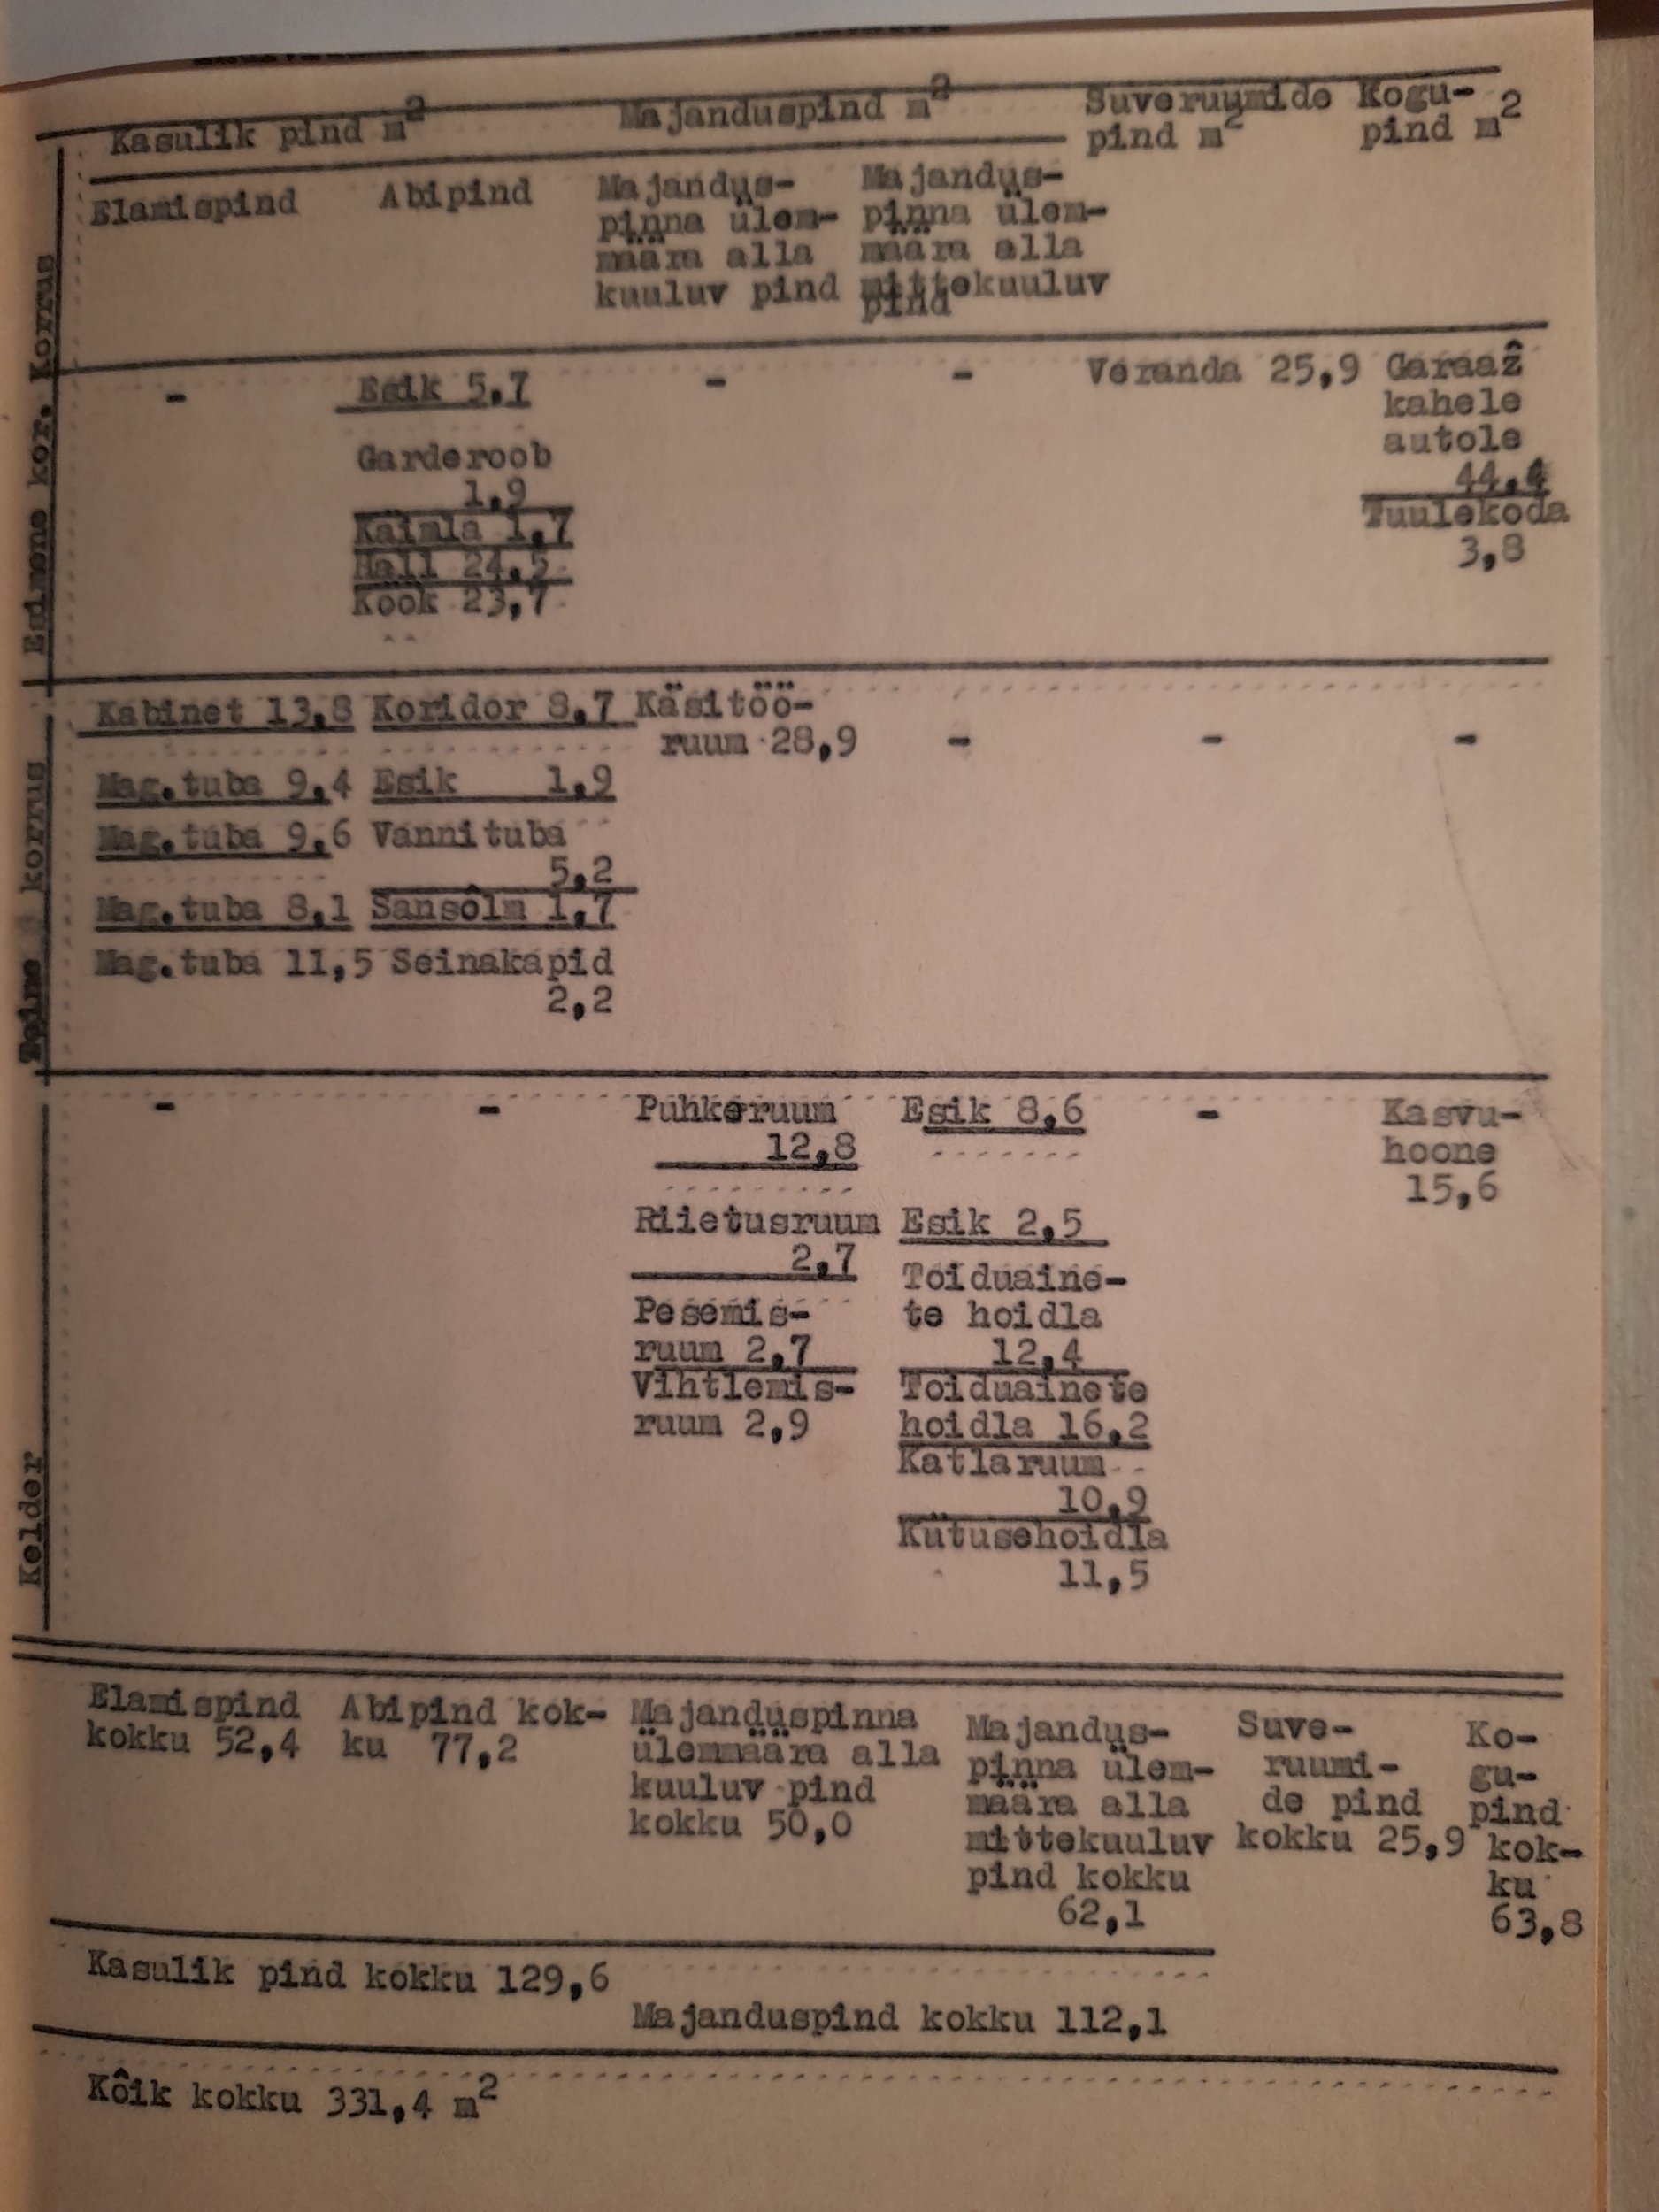 Kasulik pind m² Majanduspind m² Suveruumide Kogu-
pind m² pind m²
Elamispind Abipind Majandus- Majandus-
pinna ülem- pinna ülem-
määra alla määra alla
kuuluv pind mittekuuluv
pind
Esimene kor. Korrus
- Esik 5,7 - - Veranda 25,9 Garaaž
kahele
Garderoob autole
1,9 44,4
Käimla 1,7 Tuulekoda
Hall 24,5 3,8
Köök 23,7
Teine korrus
Kabinet 13,8 Koridor 8,7 Käsitöö-
ruum 28,9 - - -
Mag.tuba 9,4 Esik 1,9
Mag.tuba 9,6 Vannituba
5,2
Mag.tuba 8,1 Sansôlm 1,7
Mag.tuba 11,5 Seinakapid
2,2
Kelder
- - Puhkeruum Esik 8,6 - Kasvu-
12,8 hoone
15,6
Riietusruum Esik 2,5
2,7 Toiduaine-
Pesemis- te hoidla
ruum 2,7 12,4
Vihtlemis- Toiduainete
ruum 2,9 hoidla 16,2
Katlaruum
10,9
Kütusehoidla
11,5
Elamispind Abipind kok- Majanduspinna Majandus- Suve- Ko-
kokku 52,4 ku 77,2 ülemmäära alla pinna ülem- ruumi- gu-
kuuluv pind määra alla de pind pind
kokku 50,0 mittekuuluv kokku 25,9 kok-
pind kokku ku
62,1 63,8
Kasulik pind kokku 129,6
Majanduspind kokku 112,1
Kôik kokku 331,4 m²